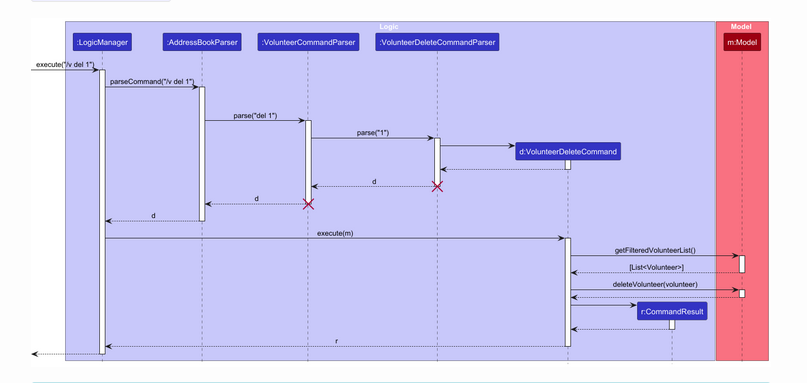 Logic
Model
:LogicManager
:AddressBookParser
:VolunteerCommandParser
:VolunteerDeleteCommandParser
m:Model
execute("/v del 1")
parseCommand("/v del 1")
parse("del 1")
parse("1")
d:VolunteerDeleteCommand
d
d
d
execute(m)
getFilteredVolunteerList()
[List<Volunteer>]
deleteVolunteer(volunteer)
r:CommandResult
r